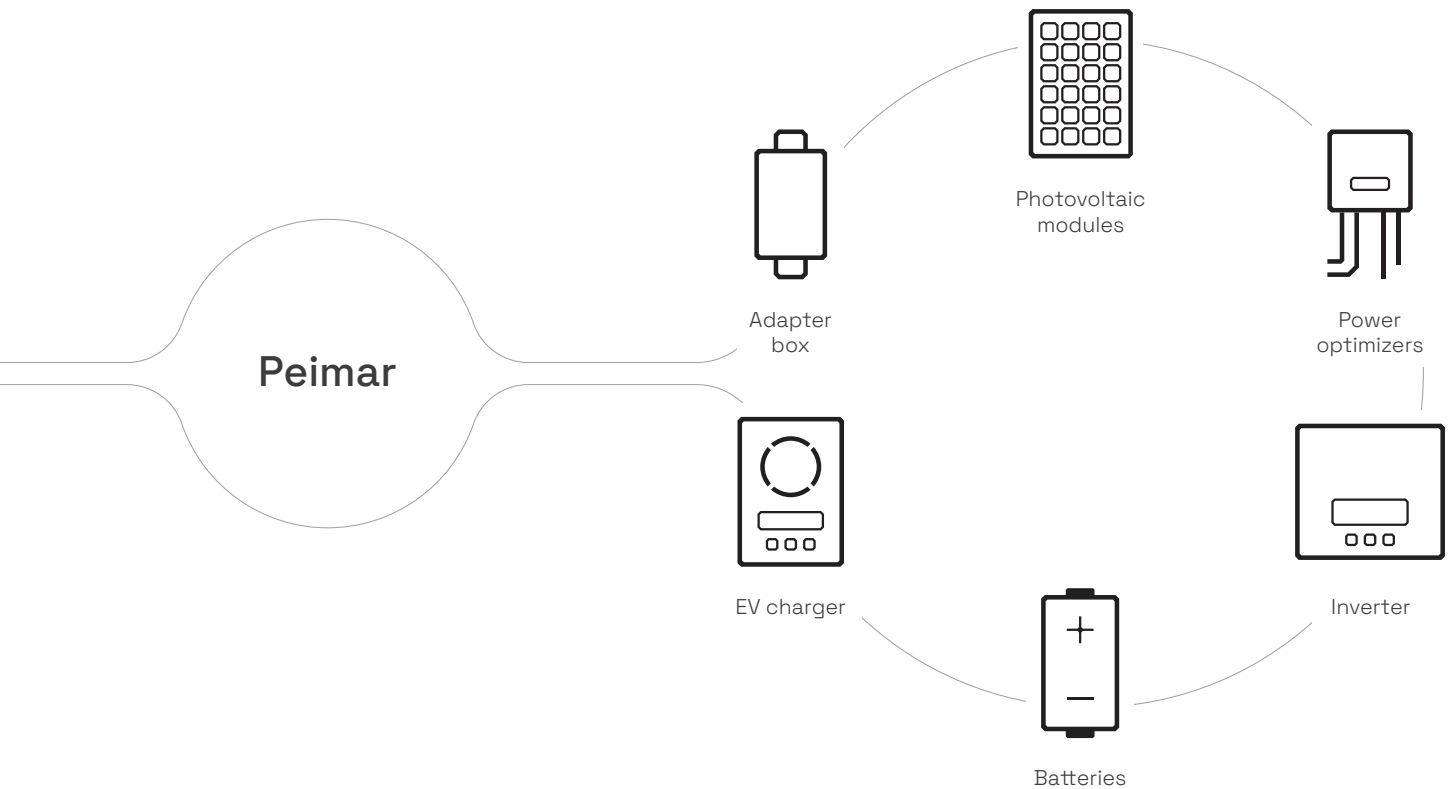 Peimar
Adapter
box
Photovoltaic
modules
Power
optimizers
EV charger
Inverter
Batteries